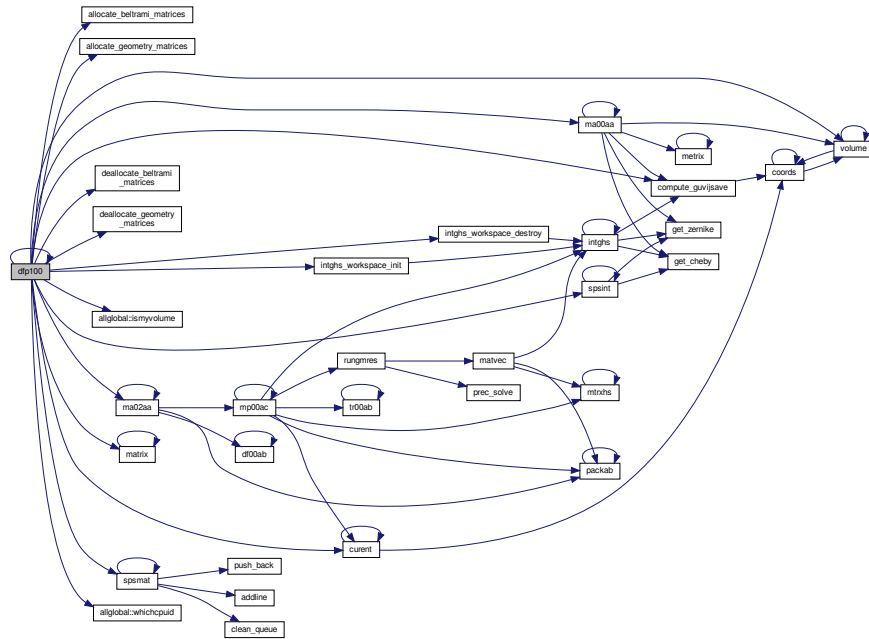 allocate_beltrami_matrices
allocate_geometry_matrices
ma00aa
volume
metrix
coords
deallocate_beltrami
_matrices
compute_guvijsave
deallocate_geometry
_matrices
get_zernike
intghs_workspace_destroy
intghs
get_cheby
intghs_workspace_init
dfp100
spsint
allglobal::ismyvolume
rungmres
matvec
prec_solve
mtrxhs
ma02aa
mp00ac
tr00ab
matrix
df00ab
packab
curent
push_back
spsmat
addline
allglobal::whichcpuid
clean_queue